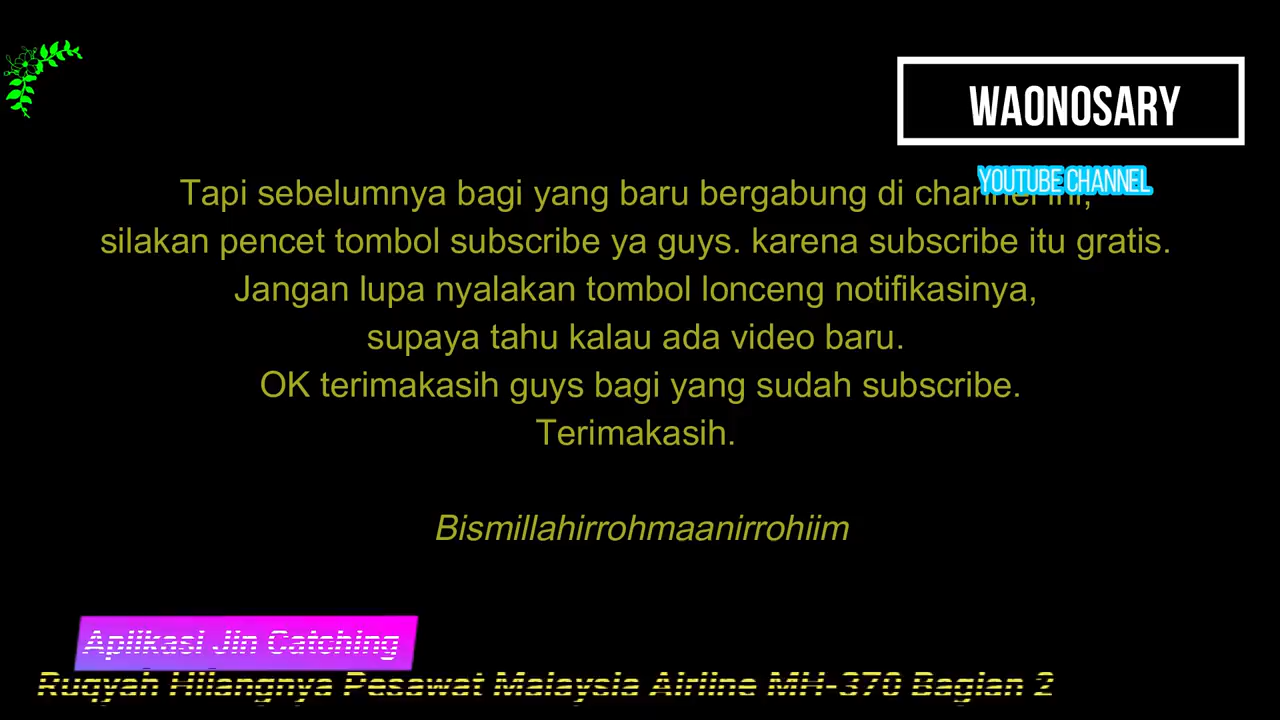 WAONOSARY
YOUTUBE CHANNEL
Tapi sebelumnya bagi yang baru bergabung di channel ini,
silakan pencet tombol subscribe ya guys. karena subscribe itu gratis.
Jangan lupa nyalakan tombol lonceng notifikasinya,
supaya tahu kalau ada video baru.
OK terimakasih guys bagi yang sudah subscribe.
Terimakasih.
Bismillahirrohmaanirrohiim
Aplikasi Jin Catching
Ruqyah Hilangnya Pesawat Malaysia Airline MH-370 Bagian 2